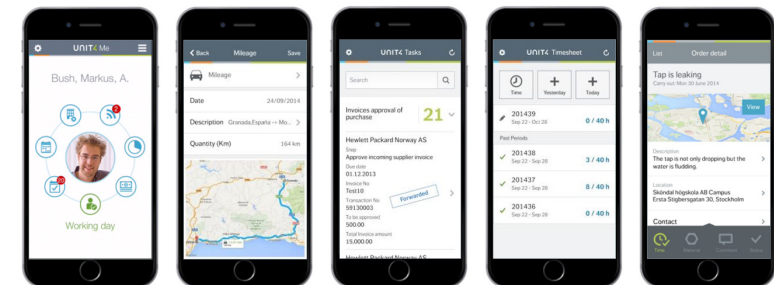 UNIT4 Me
Bush, Markus, A.
2
20
Working day
Back
Mileage
Save
Mileage
Date
24/09/2014
Description
Granada,España -> Mo..
Quantity (Km)
164 km
UNIT4 Tasks
Search
Invoices approval of
purchase
21
Hewlett Packard Norway AS
Step
Approve incoming supplier invoice
Due date
01.12.2013
Invoice No
Test10
Transaction No
59130003
To be approved
500.00
Total Invoice amount
15,000.00
Forwarded
Hewlett Packard Norway AS
UNIT4 Timesheet
Time
Yesterday
Today
201439
Sep 22 - Oct 28
0 / 40 h
Past Periods
201438
Sep 22 - Sep 28
3 / 40 h
201437
Sep 22 - Sep 28
8 / 40 h
201436
Sep 22 - Sep 28
0 / 40 h
List
Order detail
Tap is leaking
Carry out: Mon 30 June 2014
View
Description
The tap is not only dropping but the
water is fludding.
Location
Sköndal högskola AB Campus
Ersta Stigbersgatan 30, Stockholm
Contact
Time
Material
Comment
Status